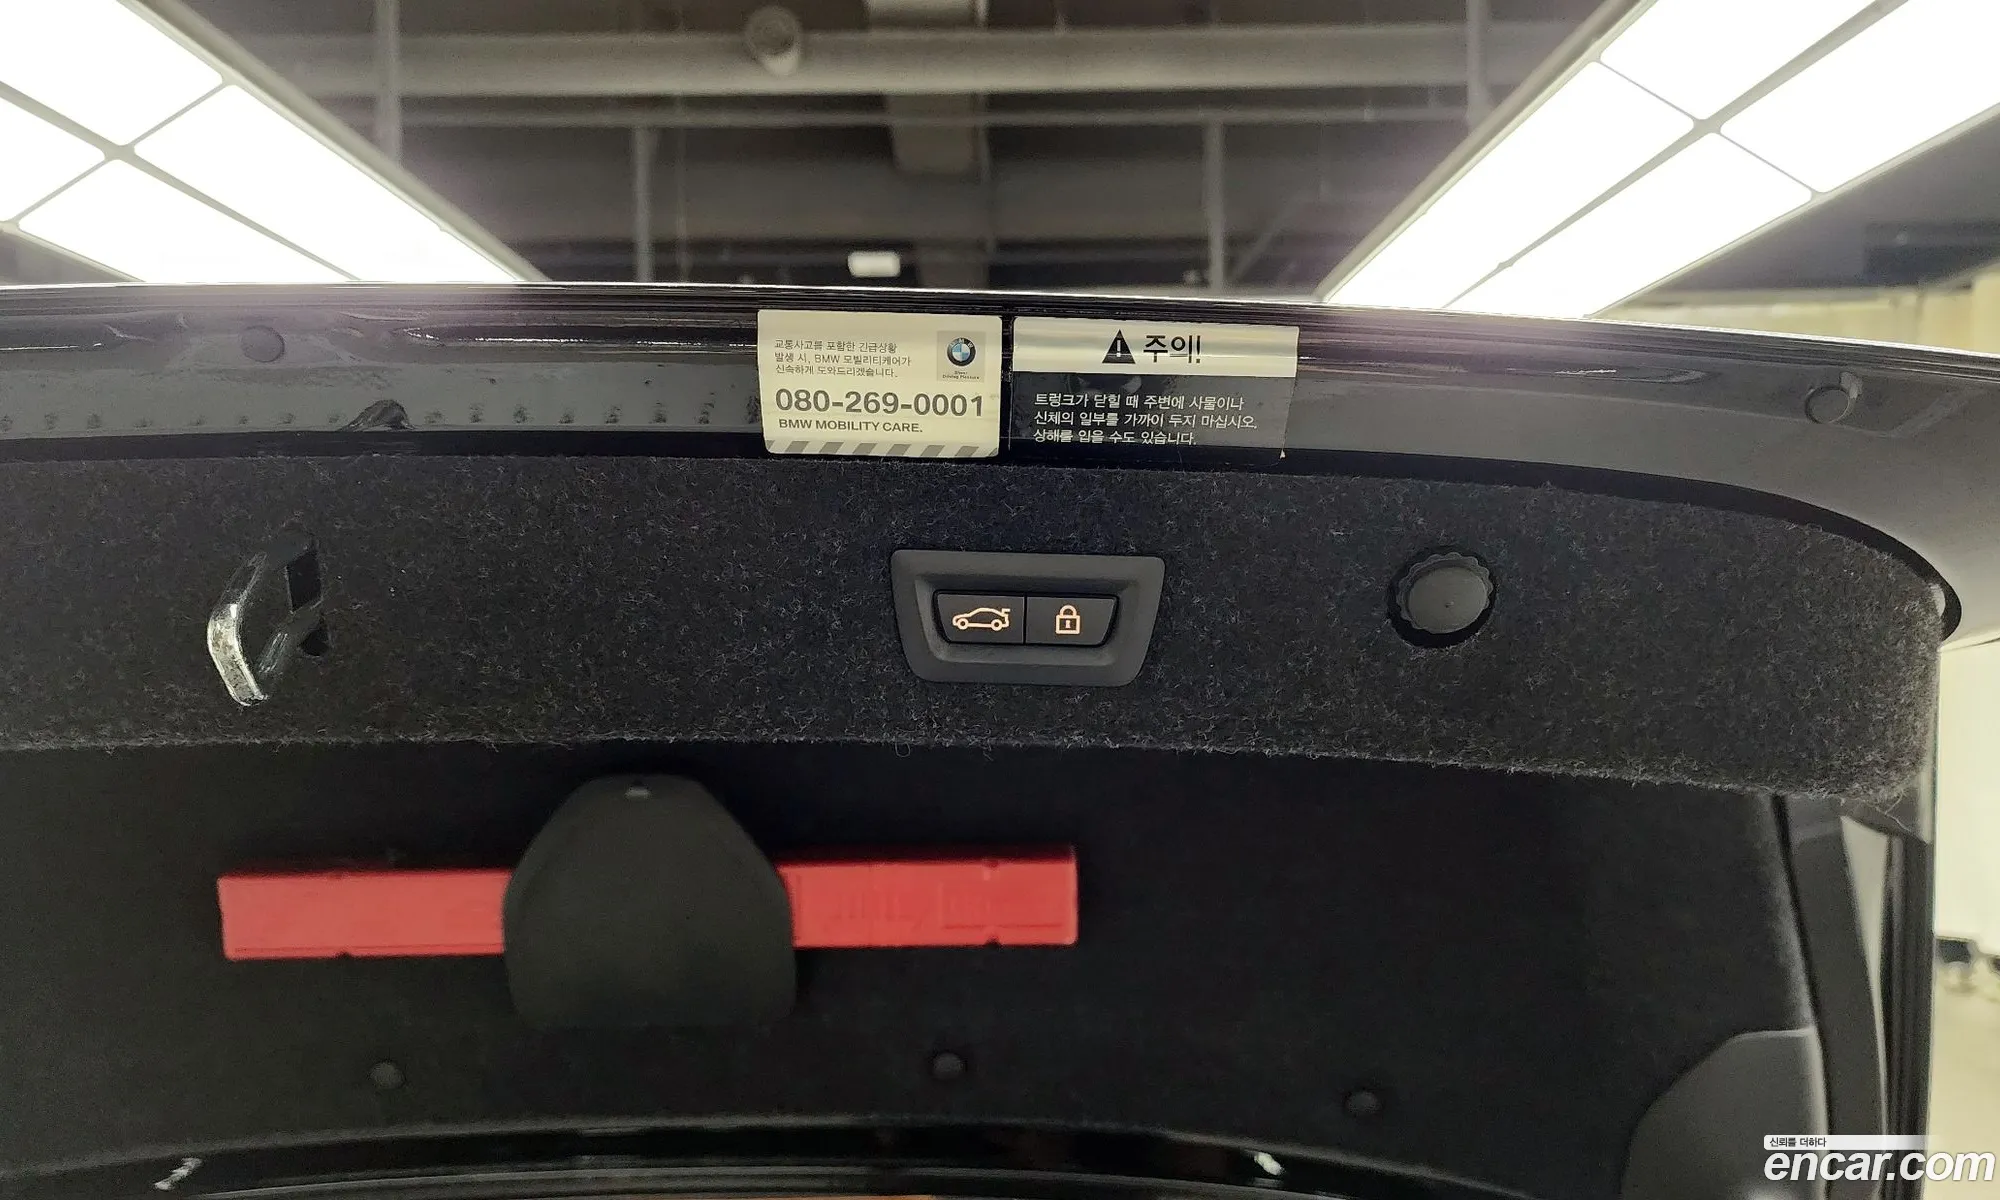 교통사고를 포함한 긴급상황
발생 시, BMW 모빌리티케어가
신속하게 도와드리겠습니다.
080-269-0001
BMW MOBILITY CARE.
주의!
트렁크가 닫힐 때 주변에 사물이나
신체의 일부를 가까이 두지 마십시오.
상해를 입을 수도 있습니다.
신뢰를 더하다
encar.com